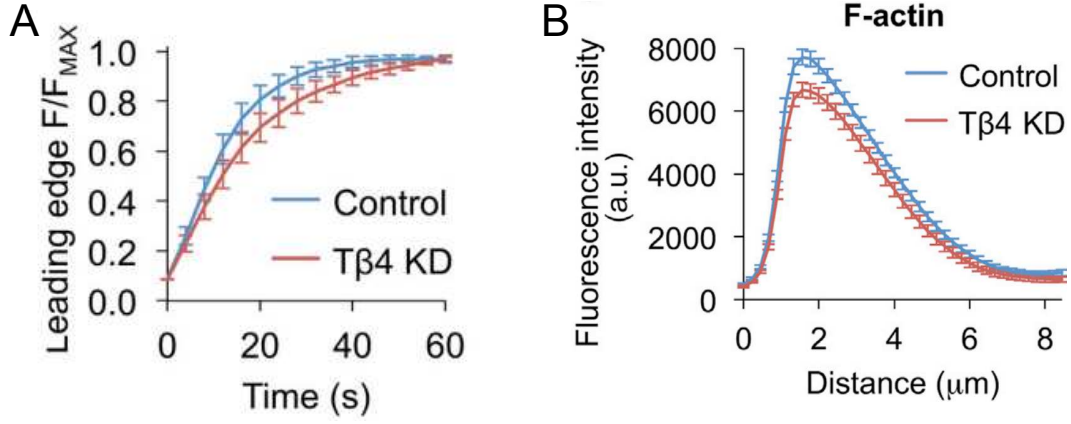 A
Leading edge F/FMAX
1.0
0.8
0.6
0.4
0.2
0.0
Control
Tβ4 KD
0 20 40 60
Time (s)
B
F-actin
Fluorescence intensity
(a.u.)
8000
6000
4000
2000
0
Control
Tβ4 KD
0 2 4 6 8
Distance (μm)